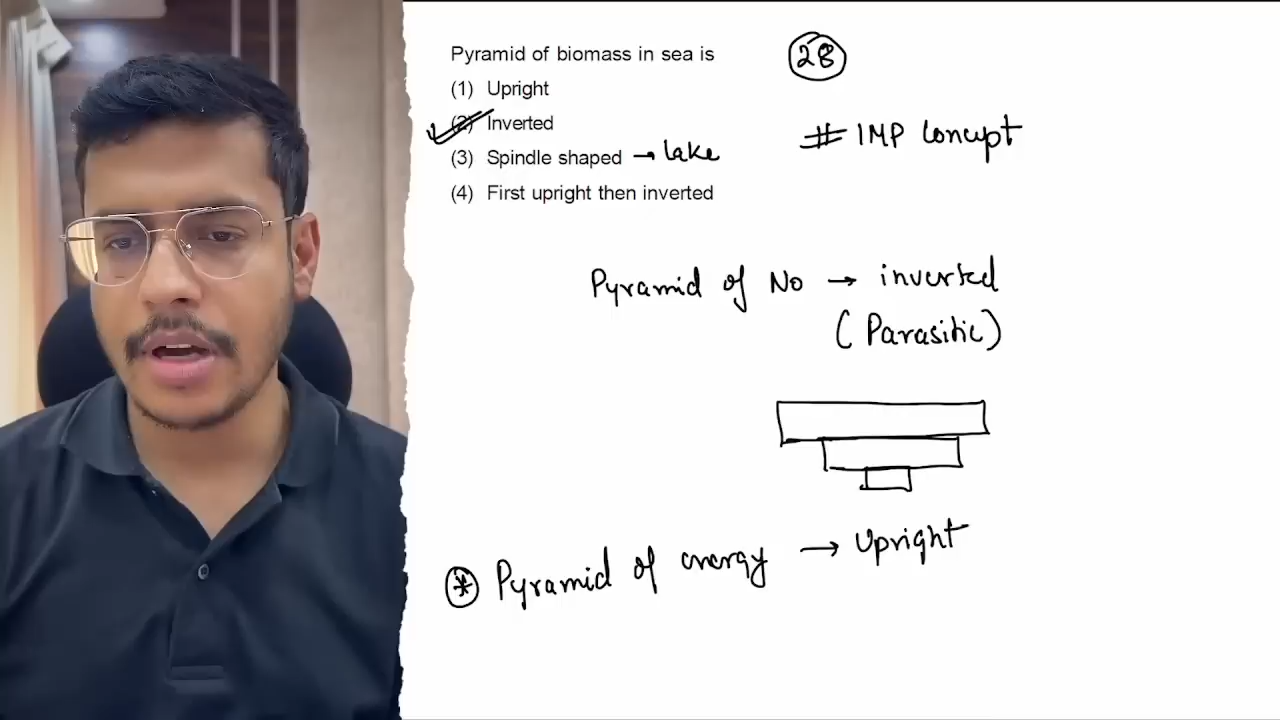 Pyramid of biomass in sea is
28
(1) Upright
(2) Inverted
# IMP Concept
(3) Spindle shaped → lake
(4) First upright then inverted
Pyramid of No → inverted
(Parasitic)
* Pyramid of energy → Upright